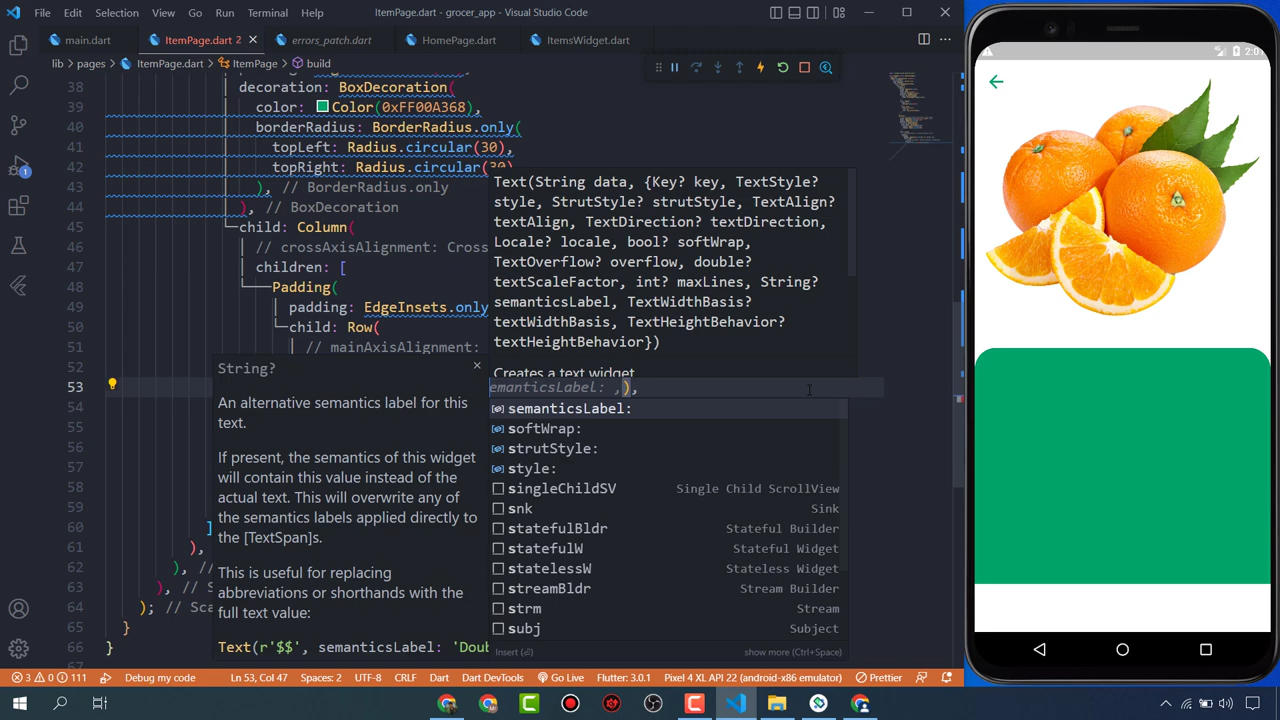 File Edit Selection View Go Run Terminal Help ItemPage.dart - grocer_app - Visual Studio Code
main.dart ItemPage.dart 2 errors_patch.dart HomePage.dart ItemsWidget.dart
lib > pages > ItemPage.dart > ItemPage > build
38 decoration: BoxDecoration(
39 color: Color(0xFF00A368),
40 borderRadius: BorderRadius.only(
41 topLeft: Radius.circular(30),
42 topRight: Radius.circular(30),
43 ), // BorderRadius.only
44 ), // BoxDecoration
45 child: Column(
46 // crossAxisAlignment: Cross
47 children: [
48 Padding(
49 padding: EdgeInsets.only
50 child: Row(
51 // mainAxisAlignment:
52
53 emanticsLabel: ,),
54
55
56
57
58
59
60 ]
61 ),
62 ), //
63 ), // S
64 ); // Sca
65 }
66 }
67
Text(String data, {Key? key, TextStyle?
style, StrutStyle? strutStyle, TextAlign?
textAlign, TextDirection? textDirection,
Locale? locale, bool? softWrap,
TextOverflow? overflow, double?
textScaleFactor, int? maxLines, String?
semanticsLabel, TextWidthBasis?
textWidthBasis, TextHeightBehavior?
textHeightBehavior})
Creates a text widget
String?
An alternative semantics label for this
text.
If present, the semantics of this widget
will contain this value instead of the
actual text. This will overwrite any of
the semantics labels applied directly to
the [TextSpan]s.
This is useful for replacing
abbreviations or shorthands with the
full text value:
Text(r'$$', semanticsLabel: 'Doub
semanticsLabel:
softWrap:
strutStyle:
style:
singleChildSV Single Child ScrollView
snk Sink
statefulBldr Stateful Builder
statefulW Stateful Widget
statelessW Stateless Widget
streamBldr Stream Builder
strm Stream
subj Subject
Insert (⏎) show more (Ctrl+Space)
1
3 0 111 Debug my code Ln 53, Col 47 Spaces: 2 UTF-8 CRLF Dart Dart DevTools Go Live Flutter: 3.0.1 Pixel 4 XL API 22 (android-x86 emulator) Prettier